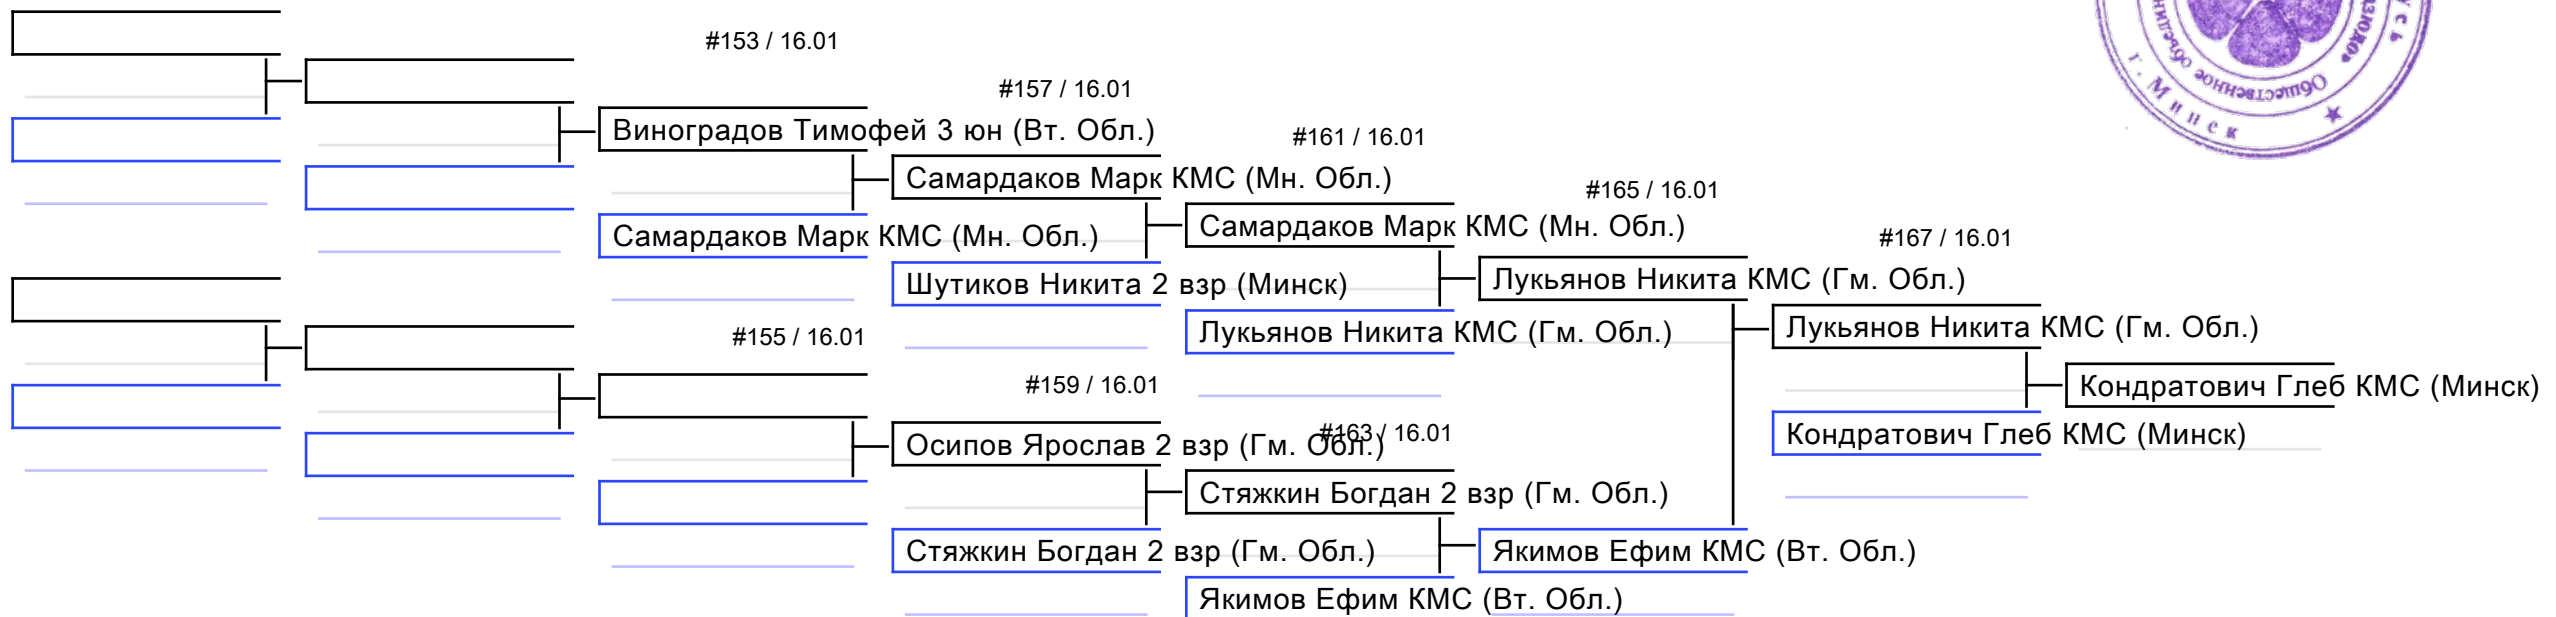 #153 / 16.01
#157 / 16.01
Виноградов Тимофей 3 юн (Вт. Обл.)
#161 / 16.01
Самардаков Марк КМС (Мн. Обл.)
#165 / 16.01
Самардаков Марк КМС (Мн. Обл.)
Самардаков Марк КМС (Мн. Обл.)
#167 / 16.01
Шутиков Никита 2 взр (Минск)
Лукьянов Никита КМС (Гм. Обл.)
Лукьянов Никита КМС (Гм. Обл.)
Лукьянов Никита КМС (Гм. Обл.)
#155 / 16.01
#159 / 16.01
Кондратович Глеб КМС (Минск)
#163 / 16.01
Осипов Ярослав 2 взр (Гм. Обл.)
Кондратович Глеб КМС (Минск)
Стяжкин Богдан 2 взр (Гм. Обл.)
Стяжкин Богдан 2 взр (Гм. Обл.)
Якимов Ефим КМС (Вт. Обл.)
Якимов Ефим КМС (Вт. Обл.)
г. Минск
Общественное